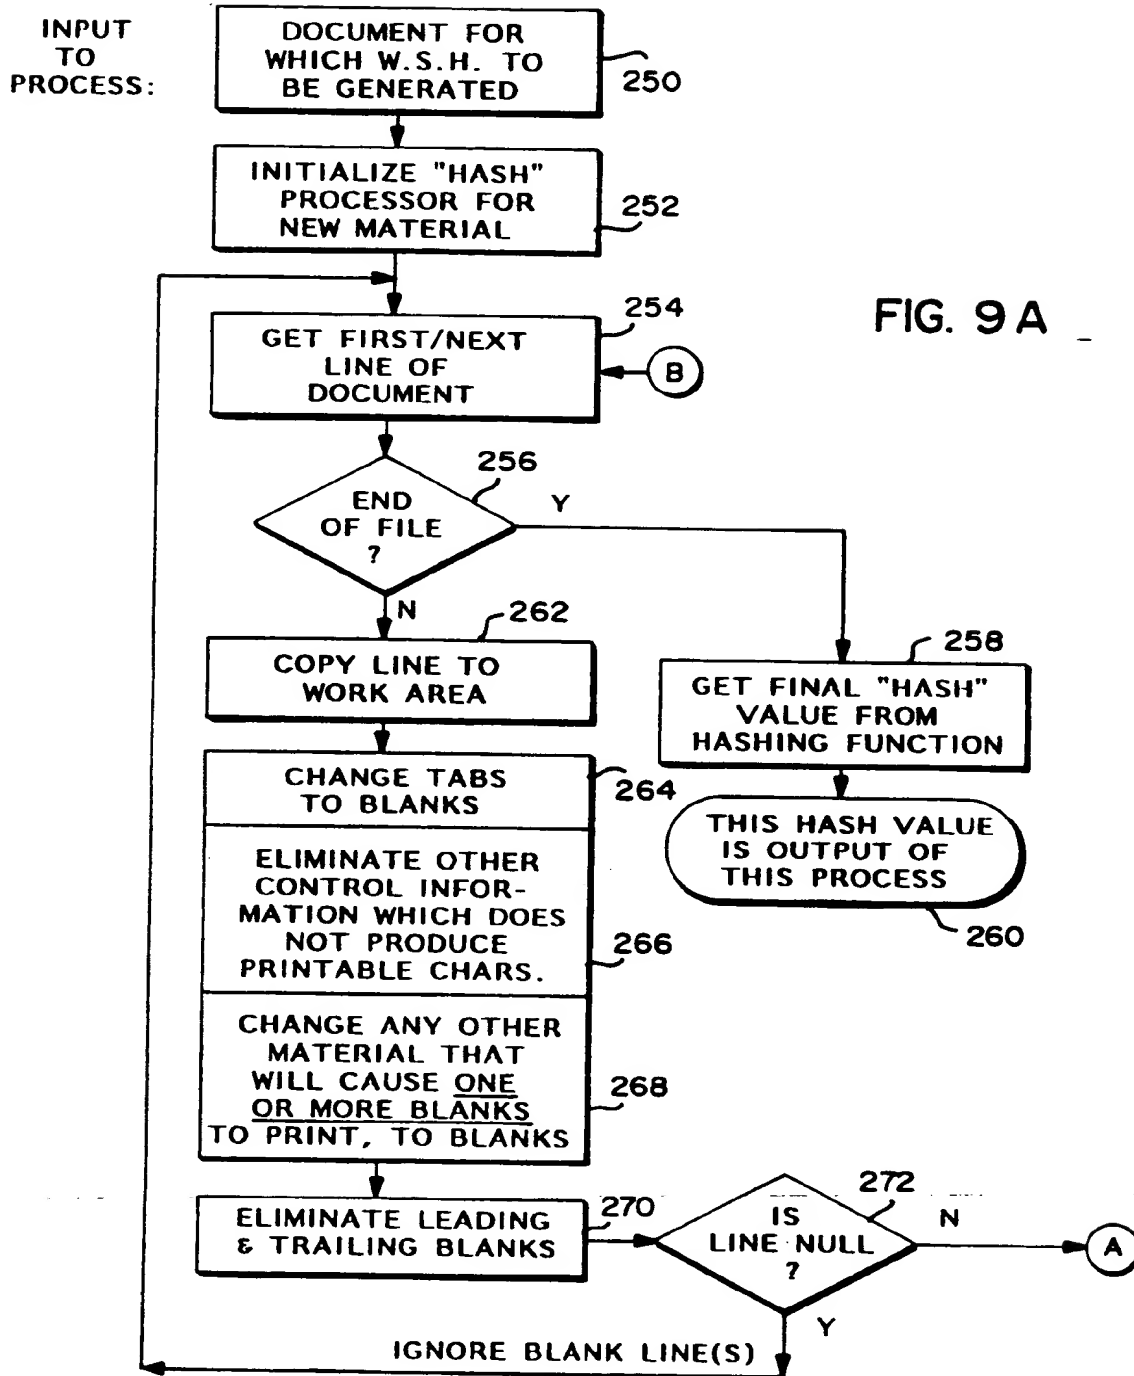 INPUT
TO
PROCESS:
DOCUMENT FOR
WHICH W.S.H. TO
BE GENERATED
250
INITIALIZE "HASH"
PROCESSOR FOR
NEW MATERIAL
252
FIG. 9A
GET FIRST/NEXT
LINE OF
DOCUMENT
254
B
END
OF FILE
?
256
Y
N
COPY LINE TO
WORK AREA
262
GET FINAL "HASH"
VALUE FROM
HASHING FUNCTION
258
THIS HASH VALUE
IS OUTPUT OF
THIS PROCESS
260
CHANGE TABS
TO BLANKS
264
ELIMINATE OTHER
CONTROL INFOR-
MATION WHICH DOES
NOT PRODUCE
PRINTABLE CHARS.
266
CHANGE ANY OTHER
MATERIAL THAT
WILL CAUSE ONE
OR MORE BLANKS
TO PRINT, TO BLANKS
268
ELIMINATE LEADING
& TRAILING BLANKS
270
IS
LINE NULL
?
272
N
A
Y
IGNORE BLANK LINE(S)